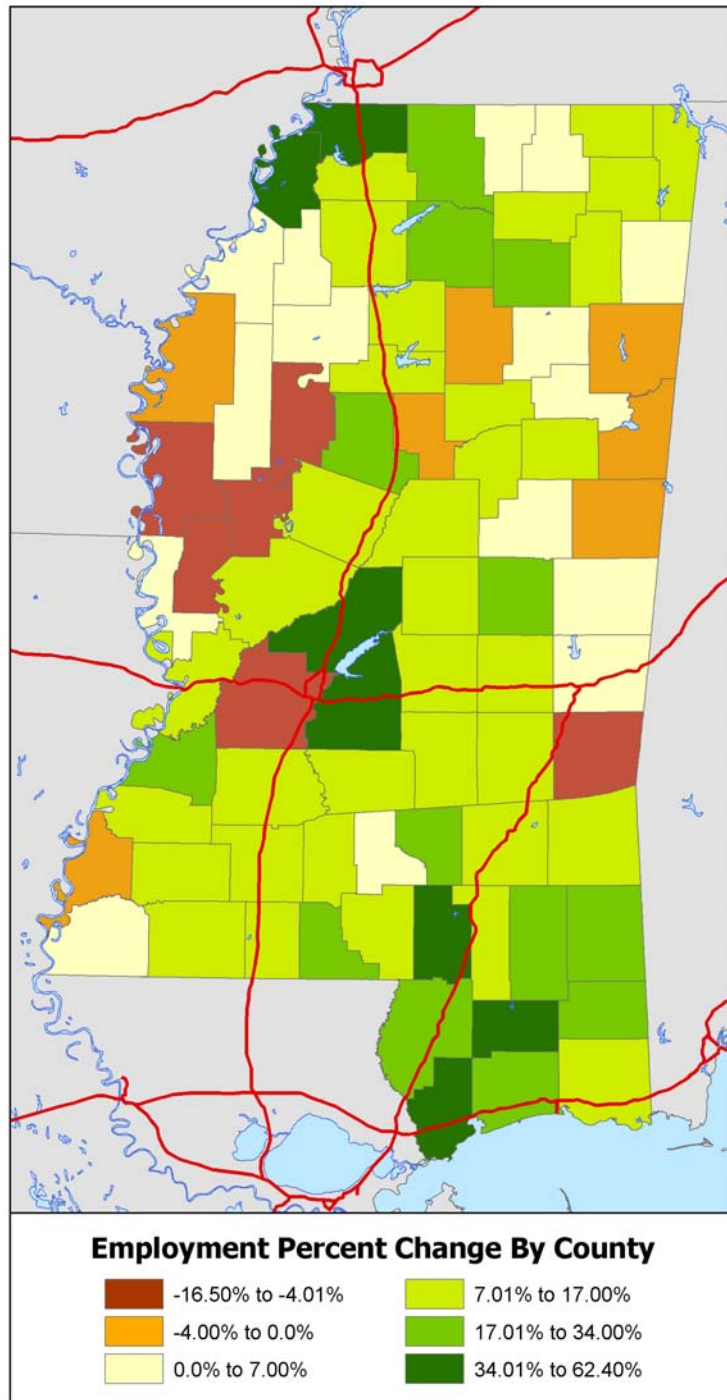 Employment Percent Change By County
-16.50% to -4.01%
-4.00% to 0.0%
0.0% to 7.00%
7.01% to 17.00%
17.01% to 34.00%
34.01% to 62.40%